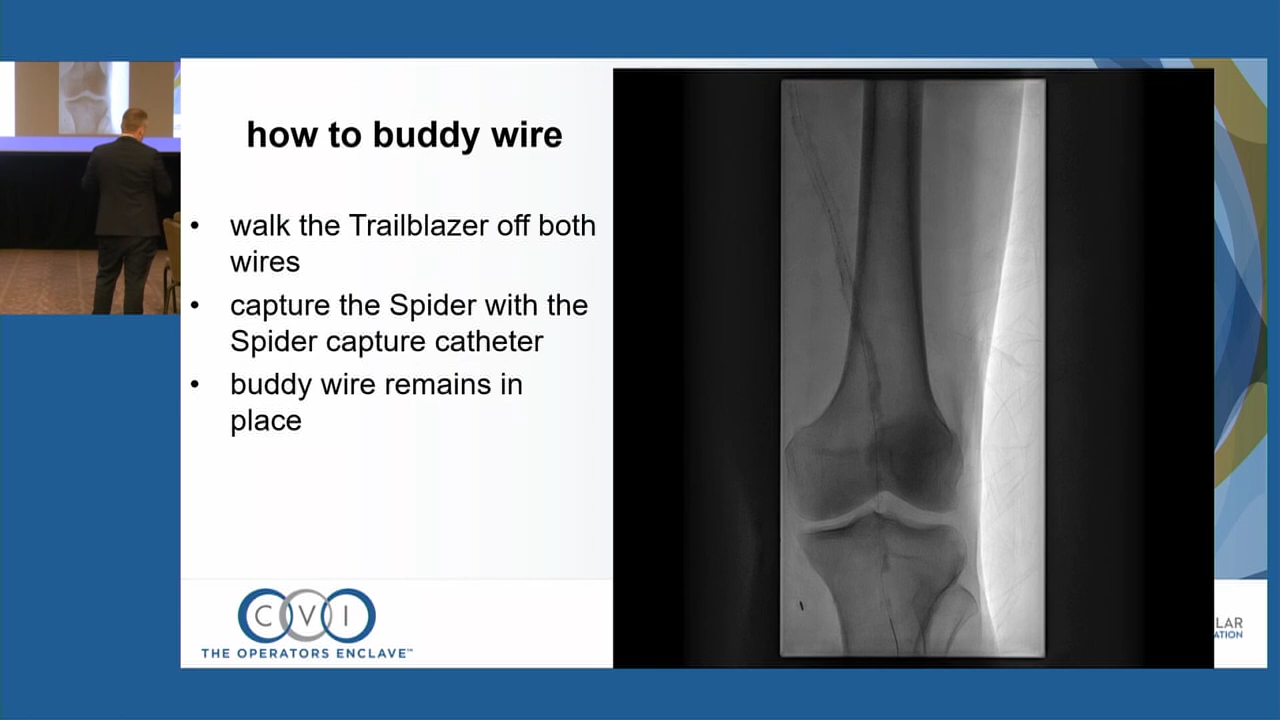 how to buddy wire
• walk the Trailblazer off both
wires
• capture the Spider with the
Spider capture catheter
• buddy wire remains in
place
CVI
THE OPERATORS ENCLAVE™
LAR
ATION